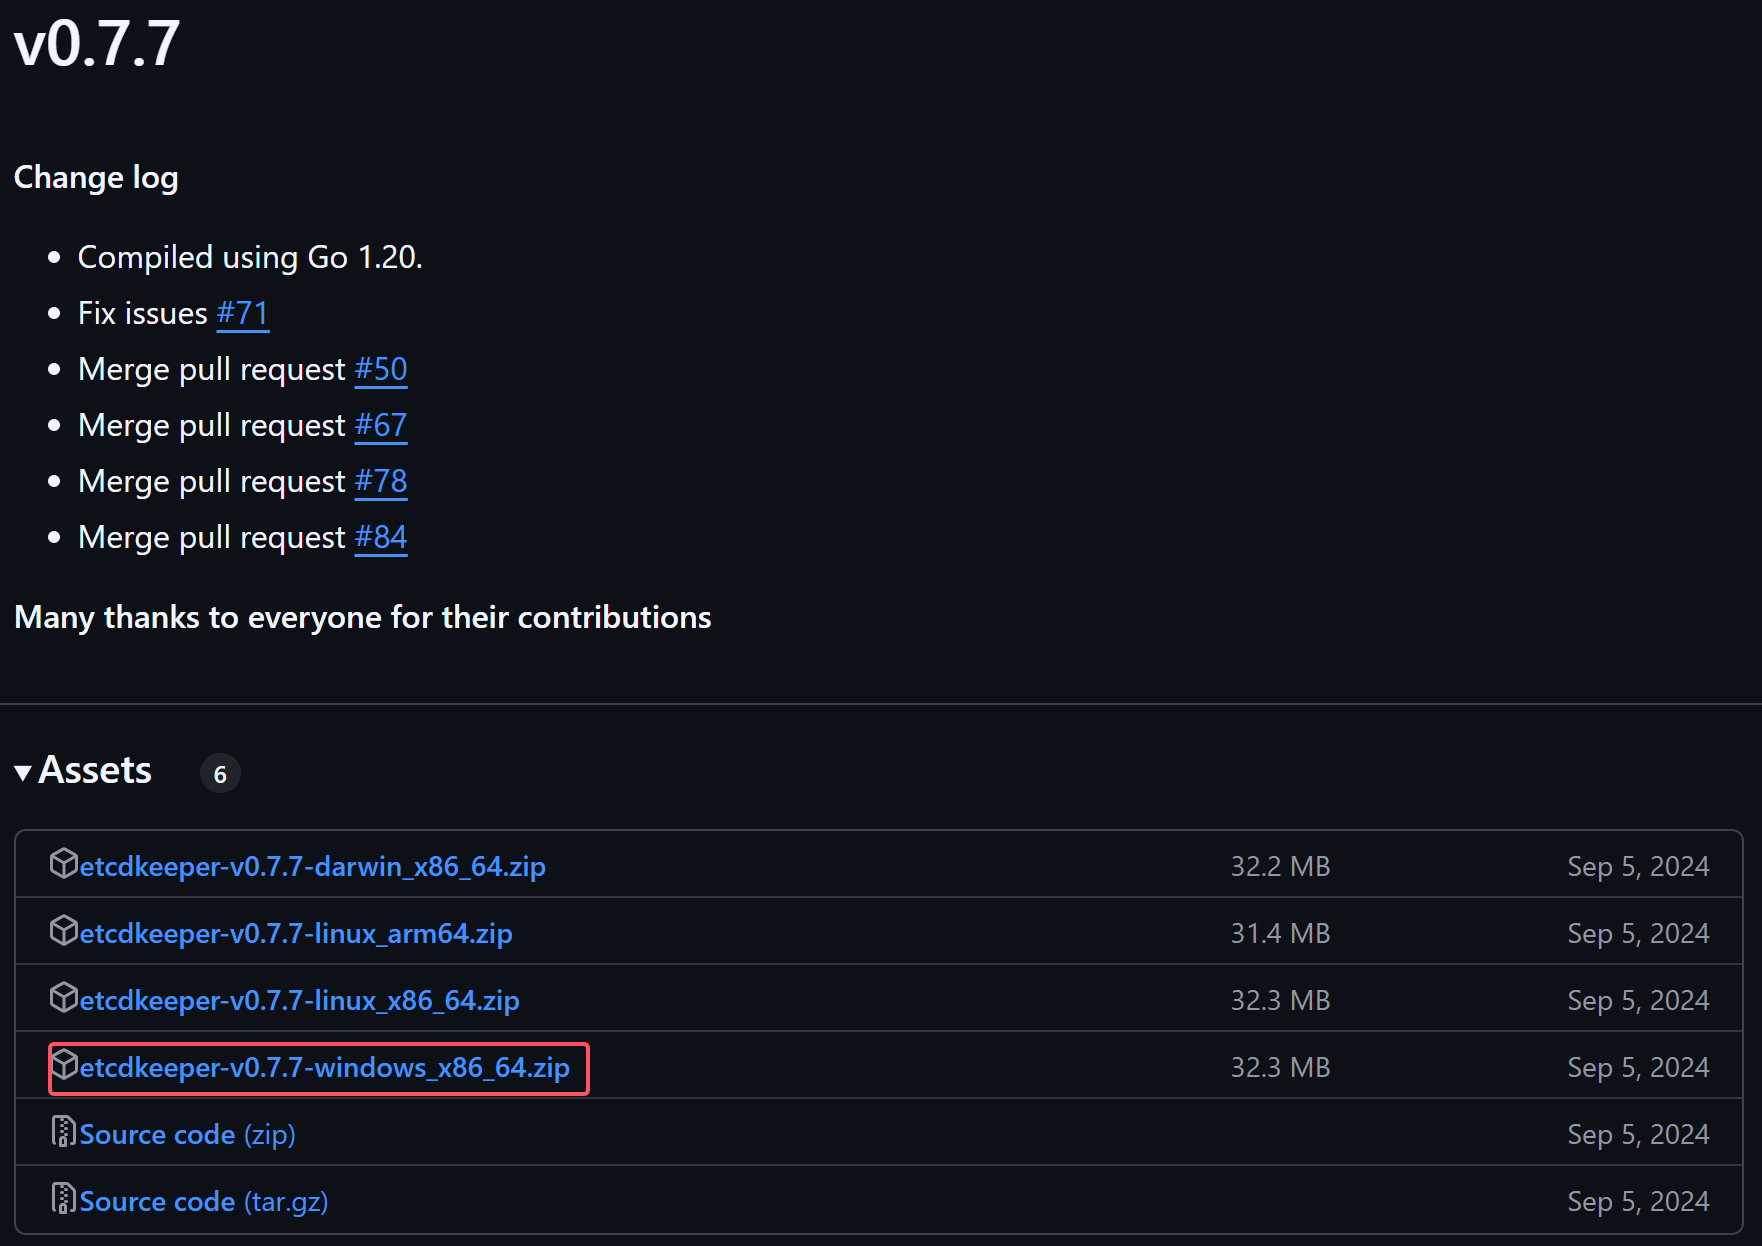 v0.7.7
Change log
Compiled using Go 1.20.
Fix issues #71
Merge pull request #50
Merge pull request #67
Merge pull request #78
Merge pull request #84
Many thanks to everyone for their contributions
Assets 6
etcdkeeper-v0.7.7-darwin_x86_64.zip 32.2 MB Sep 5, 2024
etcdkeeper-v0.7.7-linux_arm64.zip 31.4 MB Sep 5, 2024
etcdkeeper-v0.7.7-linux_x86_64.zip 32.3 MB Sep 5, 2024
etcdkeeper-v0.7.7-windows_x86_64.zip 32.3 MB Sep 5, 2024
Source code (zip) Sep 5, 2024
Source code (tar.gz) Sep 5, 2024